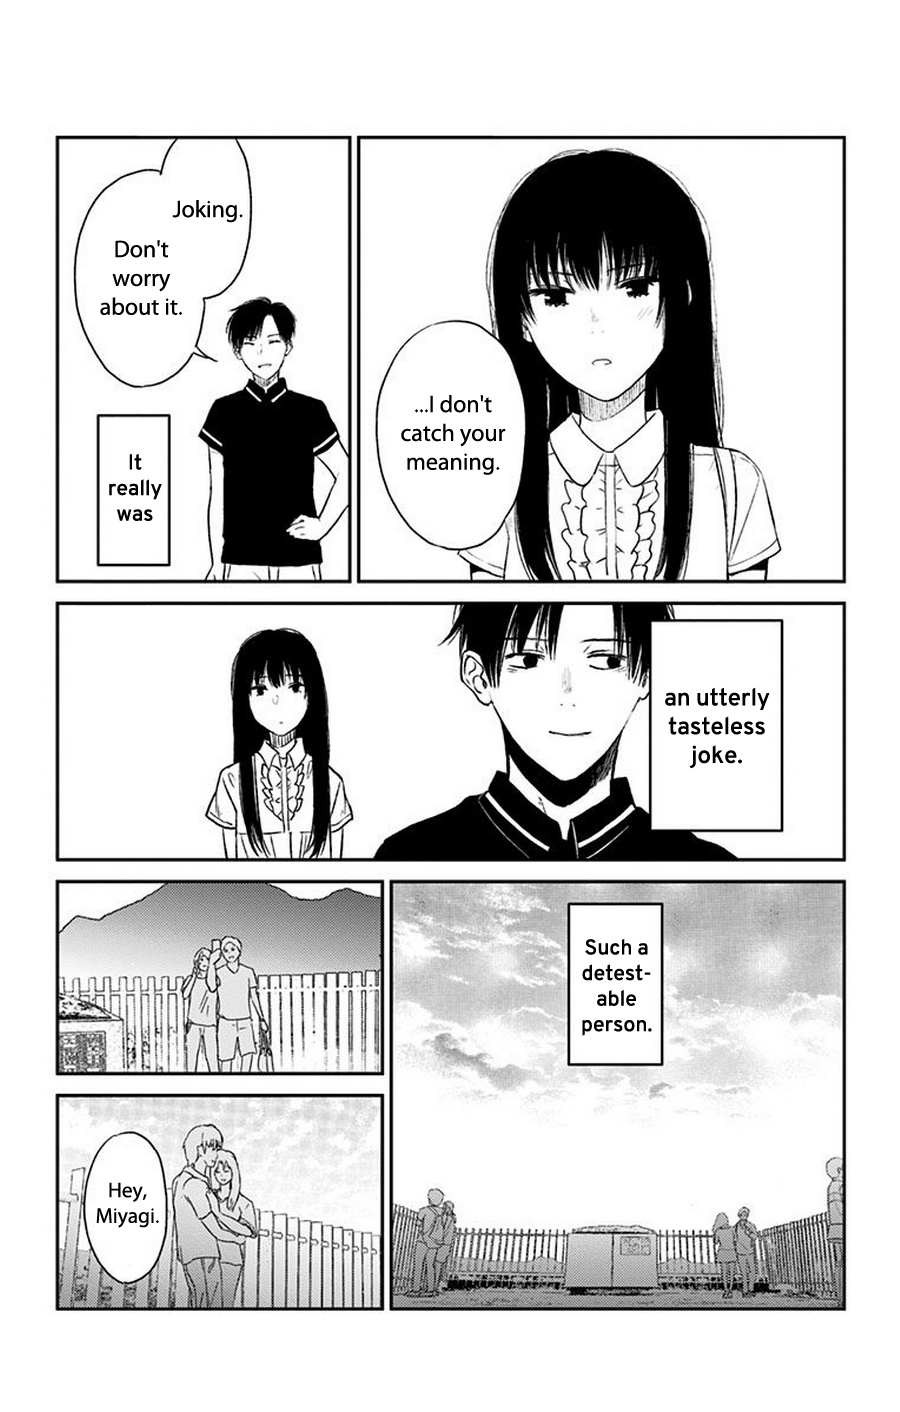 ...I don't
catch your
meaning.
Joking.
Don't
worry
about it.
It
really
was
an utterly
tasteless
joke.
Such a
detest-
able
person.
Hey,
Miyagi.